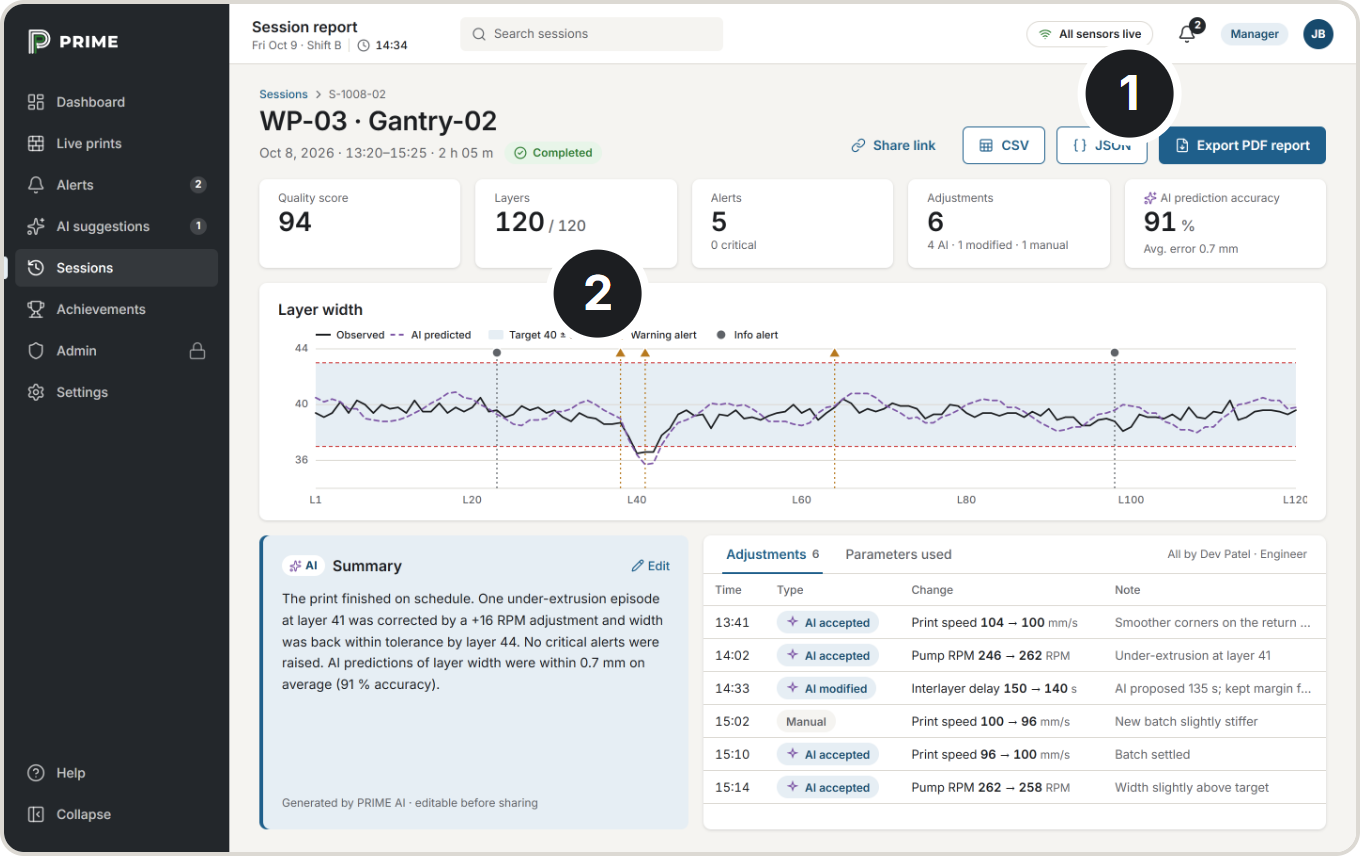 PRIME
Dashboard
Live prints
Alerts 2
AI suggestions 1
Sessions
Achievements
Admin
Settings
Help
Collapse
Session report
Fri Oct 9 · Shift B 14:34
Search sessions
All sensors live
2
Manager
JB
1
Sessions > S-1008-02
WP-03 · Gantry-02
Oct 8, 2026 · 13:20–15:25 · 2 h 05 m Completed
Share link
CSV
{ } JSON
Export PDF report
Quality score
94
Layers
120 / 120
Alerts
5
0 critical
Adjustments
6
4 AI · 1 modified · 1 manual
AI prediction accuracy
91 %
Avg. error 0.7 mm
2
Layer width
Observed AI predicted Target 40 Warning alert Info alert
44
40
36
L1 L20 L40 L60 L80 L100 L120
AI Summary
Edit
The print finished on schedule. One under-extrusion episode
at layer 41 was corrected by a +16 RPM adjustment and width
was back within tolerance by layer 44. No critical alerts were
raised. AI predictions of layer width were within 0.7 mm on
average (91 % accuracy).
Generated by PRIME AI · editable before sharing
Adjustments 6 Parameters used All by Dev Patel · Engineer
Time Type Change Note
13:41 AI accepted Print speed 104 → 100 mm/s Smoother corners on the return ...
14:02 AI accepted Pump RPM 246 → 262 RPM Under-extrusion at layer 41
14:33 AI modified Interlayer delay 150 → 140 s AI proposed 135 s; kept margin f...
15:02 Manual Print speed 100 → 96 mm/s New batch slightly stiffer
15:10 AI accepted Print speed 96 → 100 mm/s Batch settled
15:14 AI accepted Pump RPM 262 → 258 RPM Width slightly above target